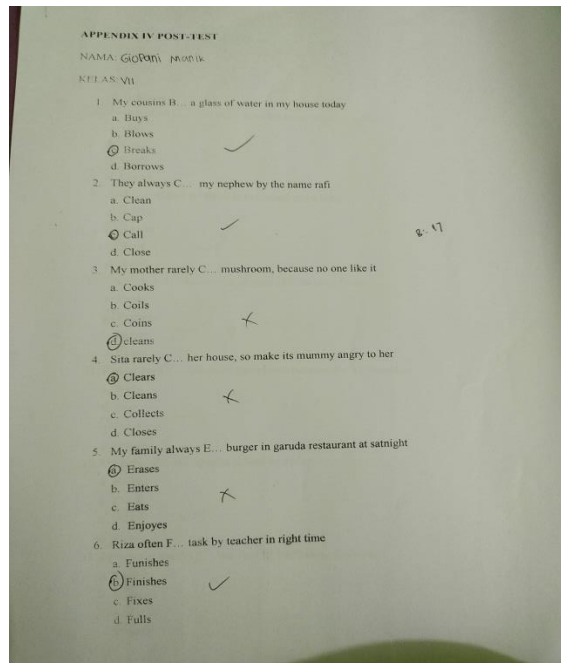 APPENDIX IV POST-TEST
NAMA: Giopani Manik
KELAS: VII
1. My cousins B... a glass of water in my house today
a. Buys
b. Blows
c. Breaks
d. Borrows
2. They always C... my nephew by the name rafi
a. Clean
b. Cap
c. Call
d. Close
B: 17
3. My mother rarely C... mushroom, because no one like it
a. Cooks
b. Coils
c. Coins
d. cleans
4. Sita rarely C... her house, so make its mummy angry to her
a. Clears
b. Cleans
c. Collects
d. Closes
5. My family always E... burger in garuda restaurant at satnight
a. Erases
b. Enters
c. Eats
d. Enjoyes
6. Riza often F... task by teacher in right time
a. Funishes
b. Finishes
c. Fixes
d. Fulls